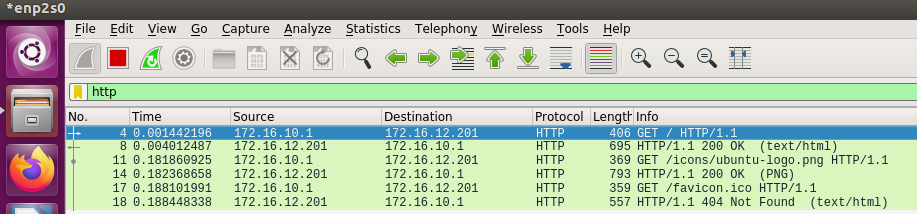 *enp2s0
File Edit View Go Capture Analyze Statistics Telephony Wireless Tools Help
http
No. Time Source Destination Protocol Length Info
4 0.001442196 172.16.10.1 172.16.12.201 HTTP 406 GET / HTTP/1.1
8 0.004012487 172.16.12.201 172.16.10.1 HTTP 695 HTTP/1.1 200 OK (text/html)
11 0.181860925 172.16.10.1 172.16.12.201 HTTP 369 GET /icons/ubuntu-logo.png HTTP/1.1
14 0.182368658 172.16.12.201 172.16.10.1 HTTP 793 HTTP/1.1 200 OK (PNG)
17 0.188101991 172.16.10.1 172.16.12.201 HTTP 359 GET /favicon.ico HTTP/1.1
18 0.188448338 172.16.12.201 172.16.10.1 HTTP 557 HTTP/1.1 404 Not Found (text/html)